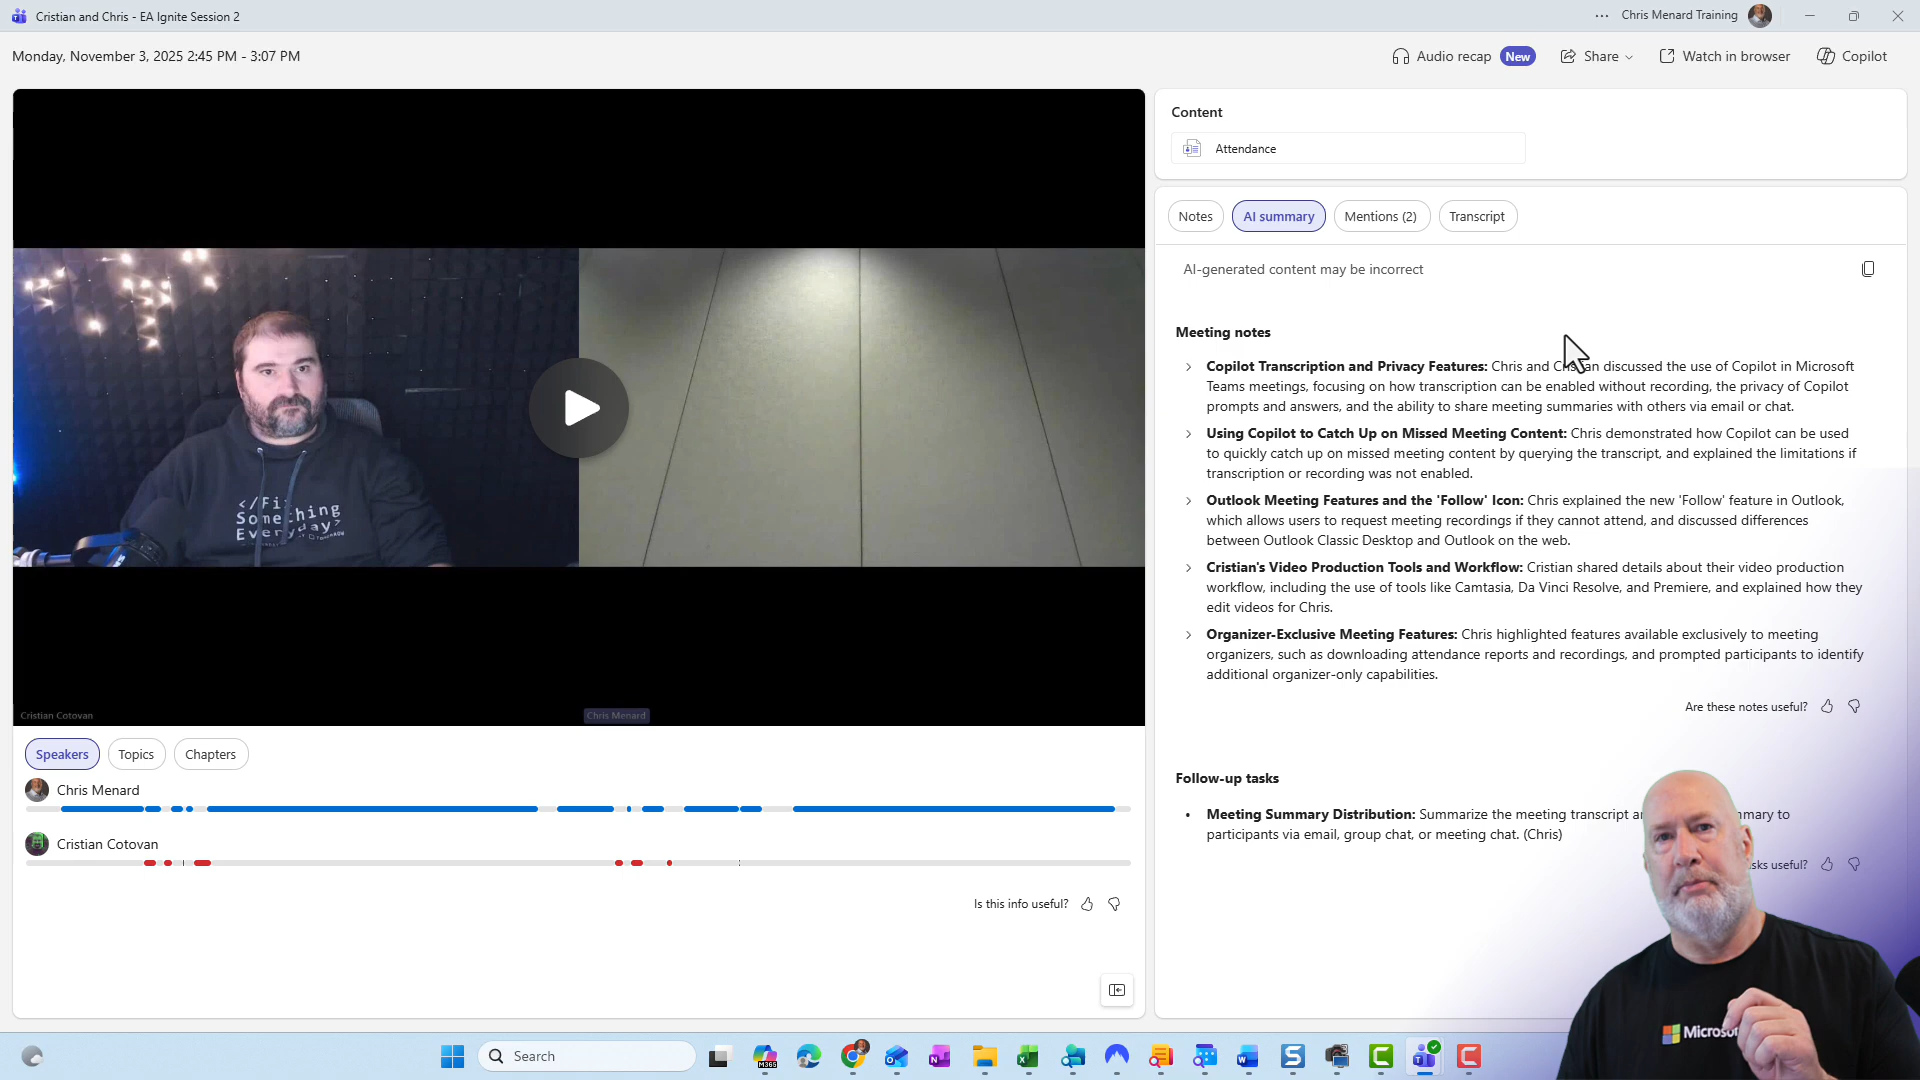 Cristian and Chris - EA Ignite Session 2
Chris Menard Training
Monday, November 3, 2025 2:45 PM - 3:07 PM
Audio recap New
Share
Watch in browser
Copilot
Content
Attendance
Notes
AI summary
Mentions (2)
Transcript
AI-generated content may be incorrect
Meeting notes
Copilot Transcription and Privacy Features: Chris and discussed the use of Copilot in Microsoft
Teams meetings, focusing on how transcription can be enabled without recording, the privacy of Copilot
prompts and answers, and the ability to share meeting summaries with others via email or chat.
Using Copilot to Catch Up on Missed Meeting Content: Chris demonstrated how Copilot can be used
to quickly catch up on missed meeting content by querying the transcript, and explained the limitations if
transcription or recording was not enabled.
Outlook Meeting Features and the 'Follow' Icon: Chris explained the new 'Follow' feature in Outlook,
which allows users to request meeting recordings if they cannot attend, and discussed differences
between Outlook Classic Desktop and Outlook on the web.
Cristian's Video Production Tools and Workflow: Cristian shared details about their video production
workflow, including the use of tools like Camtasia, Da Vinci Resolve, and Premiere, and explained how they
edit videos for Chris.
Organizer-Exclusive Meeting Features: Chris highlighted features available exclusively to meeting
organizers, such as downloading attendance reports and recordings, and prompted participants to identify
additional organizer-only capabilities.
Are these notes useful?
Follow-up tasks
Meeting Summary Distribution: Summarize the meeting transcript to
participants via email, group chat, or meeting chat. (Chris)
useful?
</Fix
Something
Everyday>
Cristian Cotovan
Chris Menard
Speakers
Topics
Chapters
Chris Menard
Cristian Cotovan
Is this info useful?
Search
M365